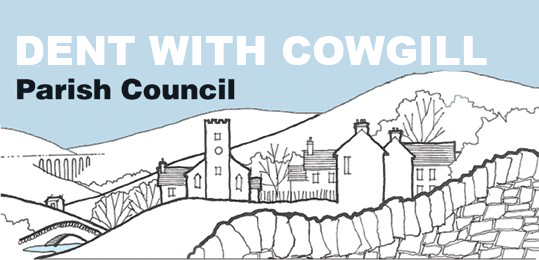 DENT WITH COWGILL
Parish Council